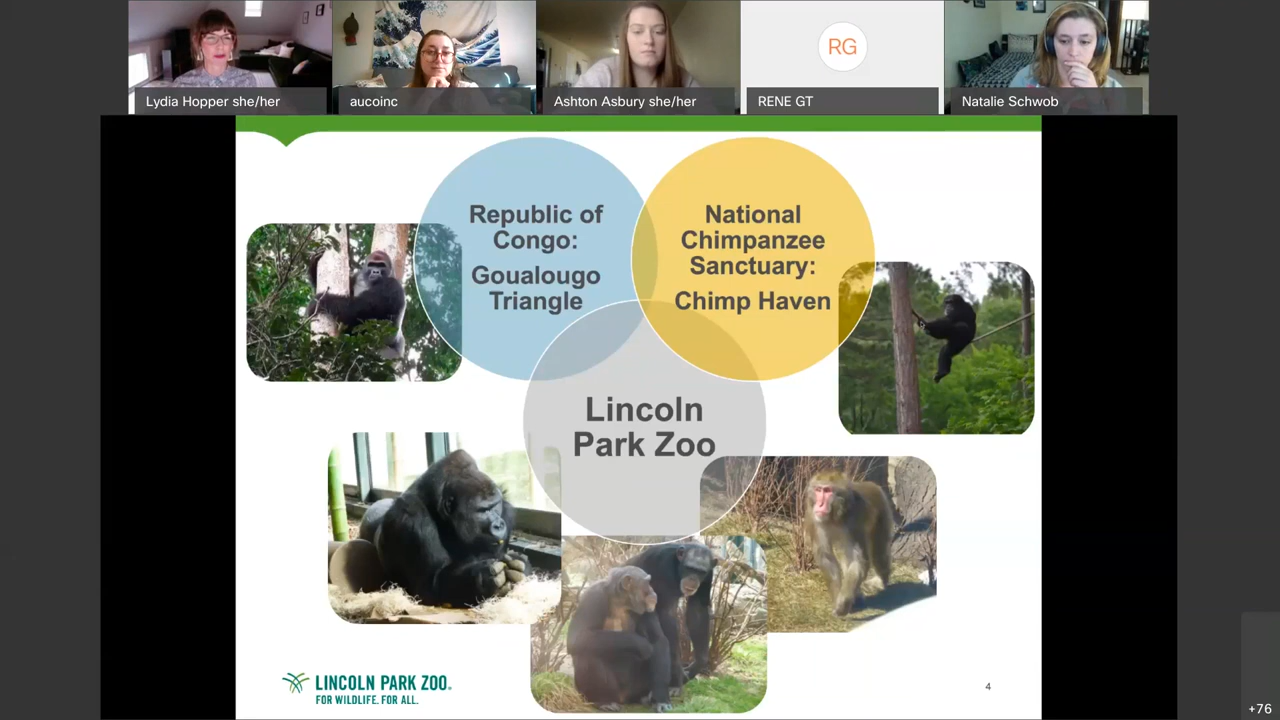 RG
Lydia Hopper she/her
aucoinc
Ashton Asbury she/her
RENE GT
Natalie Schwob
Republic of
Congo:
Goualougo
Triangle
National
Chimpanzee
Sanctuary:
Chimp Haven
Lincoln
Park Zoo
LINCOLN PARK ZOO.
FOR WILDLIFE. FOR ALL.
4
+76